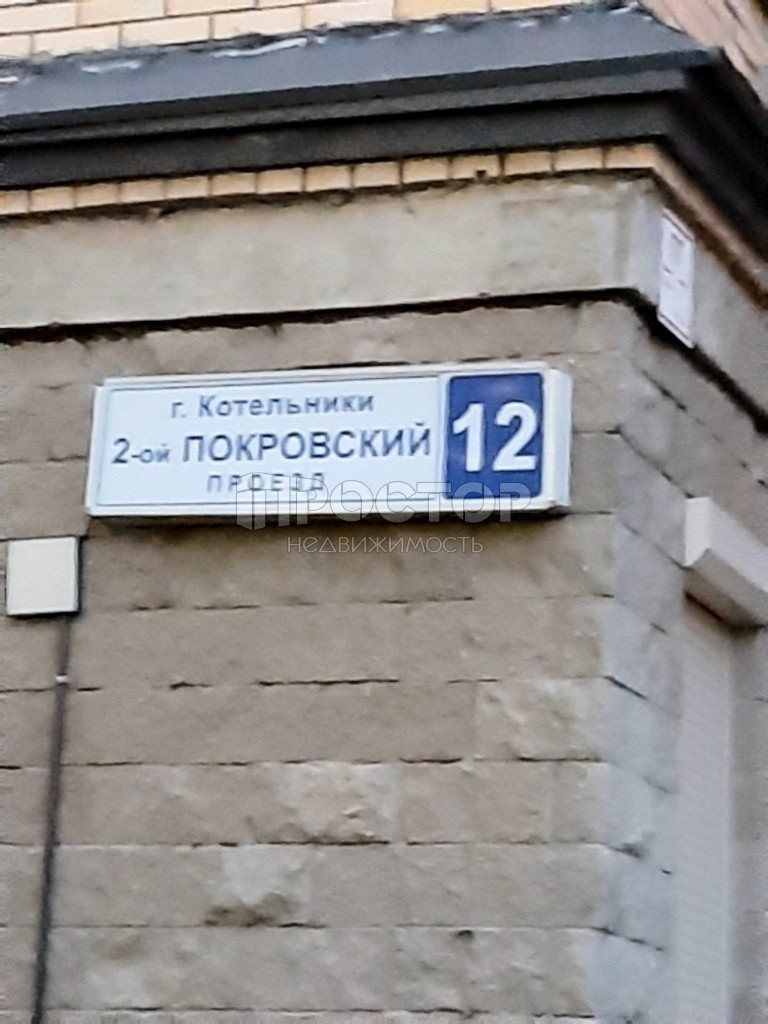 г. Котельники
2-ой ПОКРОВСКИЙ
ПРОЕЗД
12
ПРОСТОР
НЕДВИЖИМОСТЬ